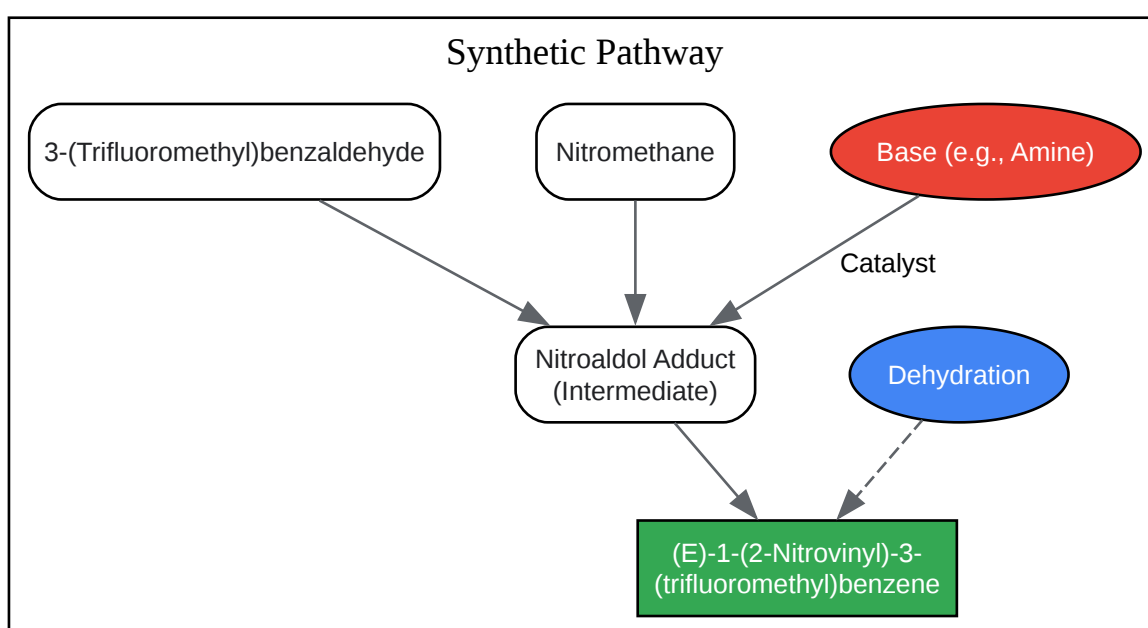 Synthetic Pathway
3-(Trifluoromethyl)benzaldehyde
Nitromethane
Base (e.g., Amine)
Catalyst
Nitroaldol Adduct
(Intermediate)
Dehydration
(E)-1-(2-Nitrovinyl)-3-
(trifluoromethyl)benzene